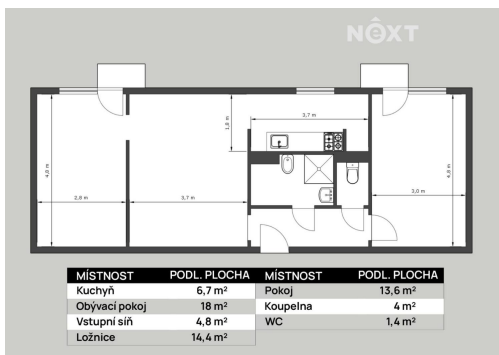 NEXT
3,7 m
1,8 m
4,8 m
4,8 m
2,8 m
3,7 m
3,0 m
MÍSTNOST PODL. PLOCHA MÍSTNOST PODL. PLOCHA
Kuchyň 6,7 m² Pokoj 13,6 m²
Obývací pokoj 18 m² Koupelna 4 m²
Vstupní síň 4,8 m² WC 1,4 m²
Ložnice 14,4 m²